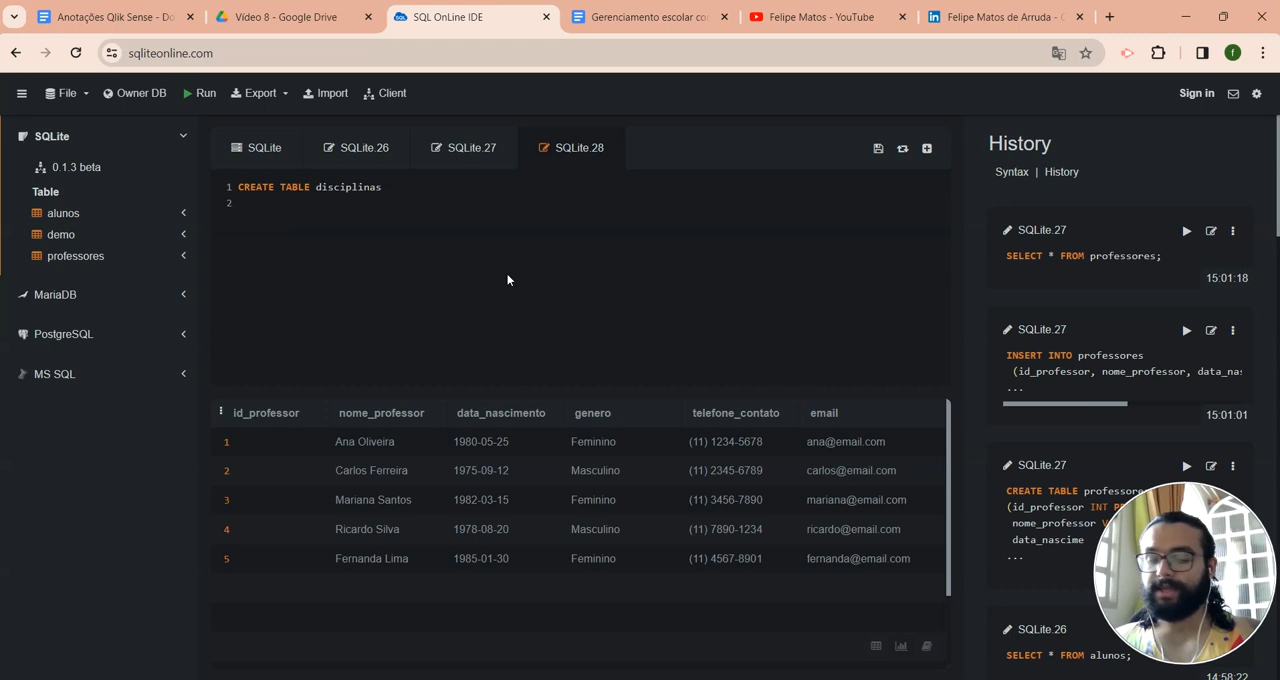 Anotações Qlik Sense - Do
Vídeo 8 - Google Drive
SQL OnLine IDE
Gerenciamento escolar co
Felipe Matos - YouTube
Felipe Matos de Arruda -
sqliteonline.com
f
File
Owner DB
Run
Export
Import
Client
Sign in
SQLite
0.1.3 beta
Table
alunos
demo
professores
MariaDB
PostgreSQL
MS SQL
SQLite
SQLite.26
SQLite.27
SQLite.28
1 CREATE TABLE disciplinas
2
id_professor nome_professor data_nascimento genero telefone_contato email
1 Ana Oliveira 1980-05-25 Feminino (11) 1234-5678 ana@email.com
2 Carlos Ferreira 1975-09-12 Masculino (11) 2345-6789 carlos@email.com
3 Mariana Santos 1982-03-15 Feminino (11) 3456-7890 mariana@email.com
4 Ricardo Silva 1978-08-20 Masculino (11) 7890-1234 ricardo@email.com
5 Fernanda Lima 1985-01-30 Feminino (11) 4567-8901 fernanda@email.com
History
Syntax | History
SQLite.27
SELECT * FROM professores;
15:01:18
SQLite.27
INSERT INTO professores
(id_professor, nome_professor, data_nas
...
15:01:01
SQLite.27
CREATE TABLE professore
(id_professor INT PR
nome_professor V
data_nascime
...
SQLite.26
SELECT * FROM alunos;
14:58:22